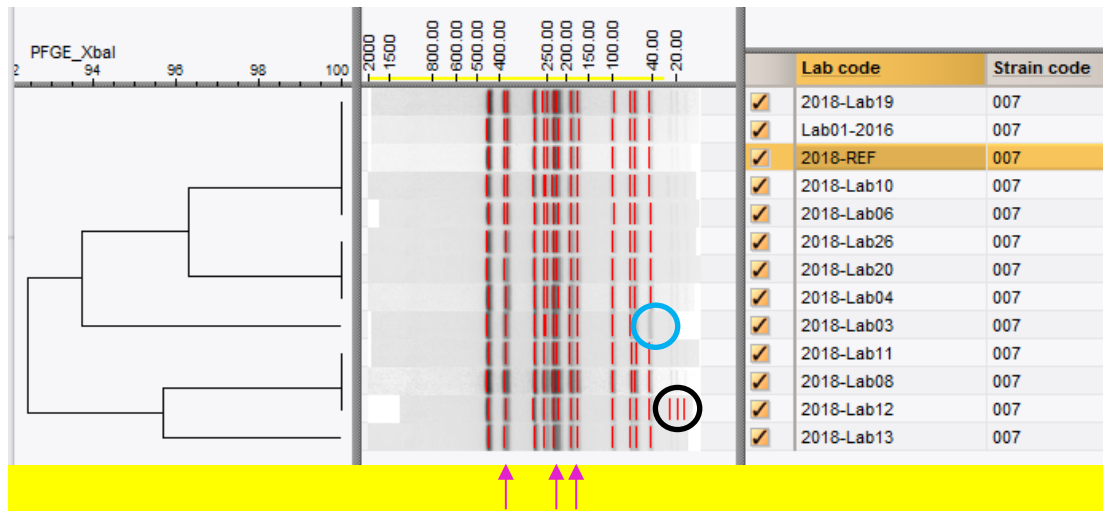 PFGE_XbaI
2 94 96 98 100
2000 1500 800.00 600.00 500.00 400.00 250.00 200.00 150.00 100.00 40.00 20.00
Lab code Strain code
2018-Lab19 007
Lab01-2016 007
2018-REF 007
2018-Lab10 007
2018-Lab06 007
2018-Lab26 007
2018-Lab20 007
2018-Lab04 007
2018-Lab03 007
2018-Lab11 007
2018-Lab08 007
2018-Lab12 007
2018-Lab13 007